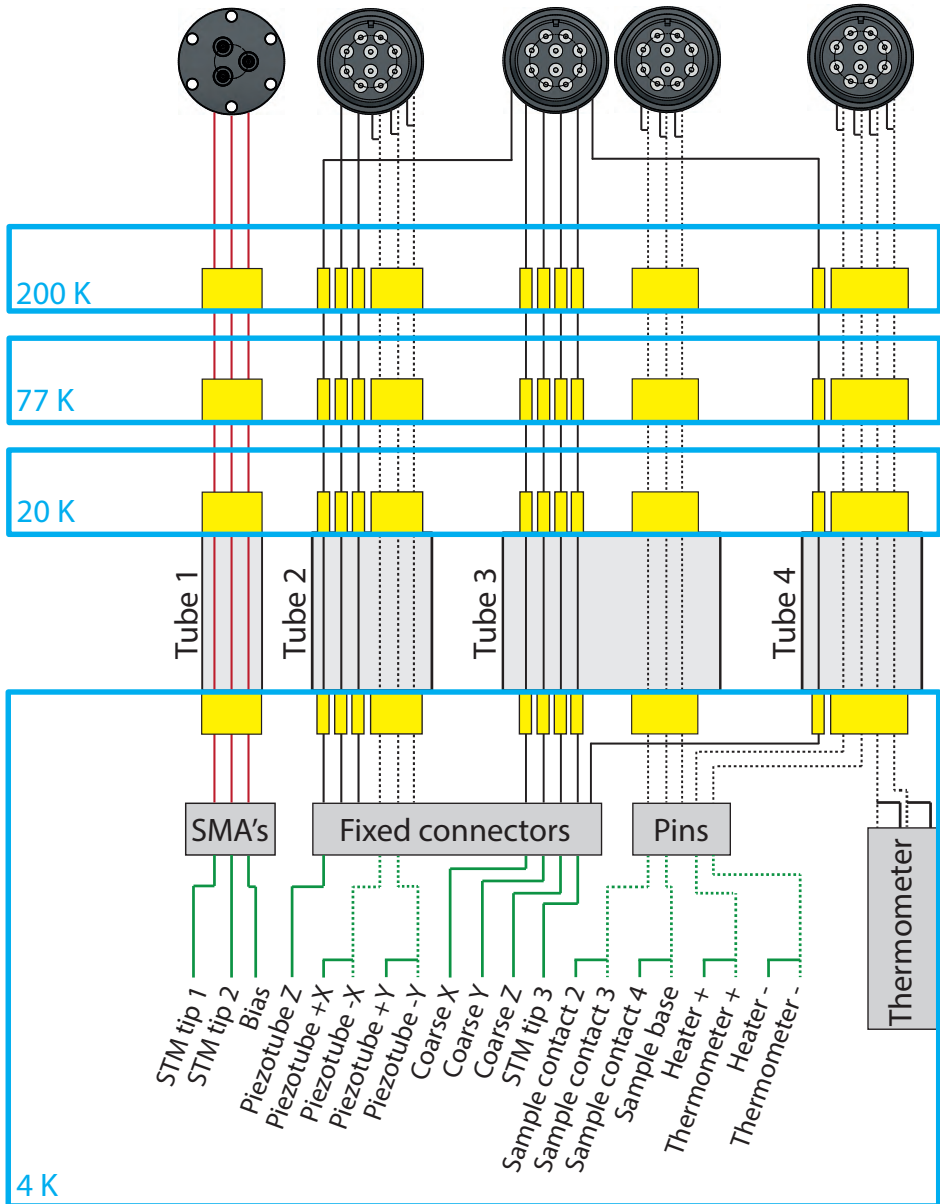 200 K
77 K
20 K
Tube 1
Tube 2
Tube 3
Tube 4
SMA's
Fixed connectors
Pins
Thermometer
STM tip 1
STM tip 2
Bias
Piezotube Z
Piezotube +X
Piezotube -X
Piezotube +Y
Piezotube -Y
Coarse X
Coarse Y
Coarse Z
STM tip 3
Sample contact 2
Sample contact 3
Sample contact 4
Sample base
Heater +
Thermometer +
Heater -
Thermometer -
4 K